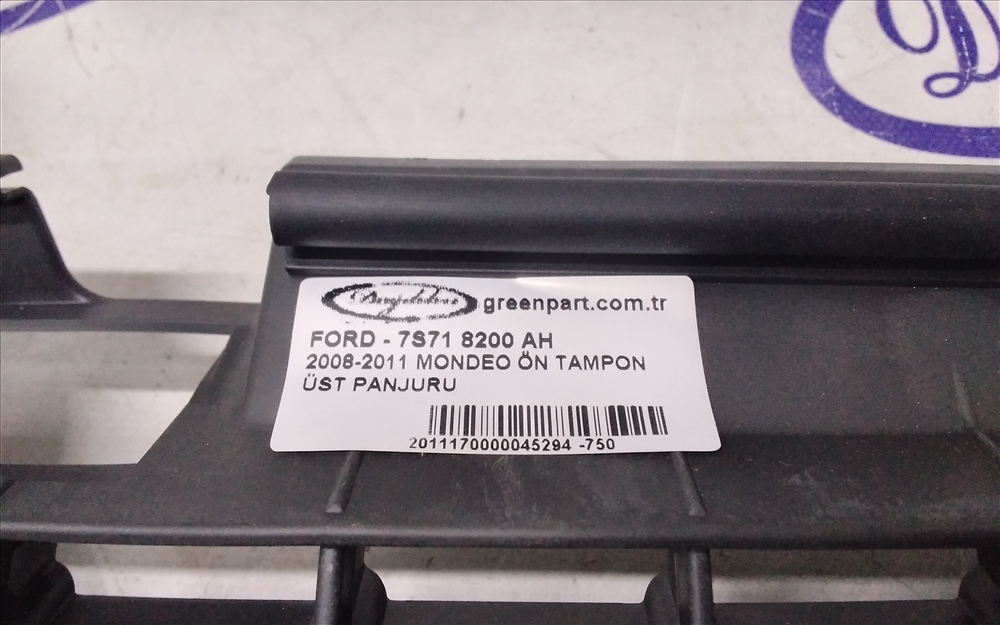 greenpart.com.tr
FORD - 7S71 8200 AH
2008-2011 MONDEO ÖN TAMPON
ÜST PANJURU
2011170000045294 -750